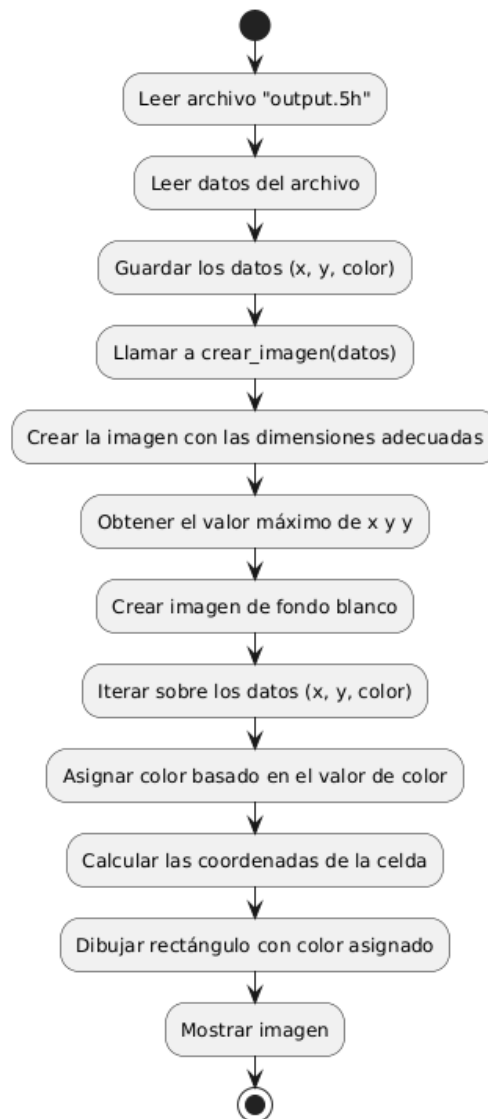 Leer archivo "output.5h"
Leer datos del archivo
Guardar los datos (x, y, color)
Llamar a crear_imagen(datos)
Crear la imagen con las dimensiones adecuadas
Obtener el valor máximo de x y y
Crear imagen de fondo blanco
Iterar sobre los datos (x, y, color)
Asignar color basado en el valor de color
Calcular las coordenadas de la celda
Dibujar rectángulo con color asignado
Mostrar imagen